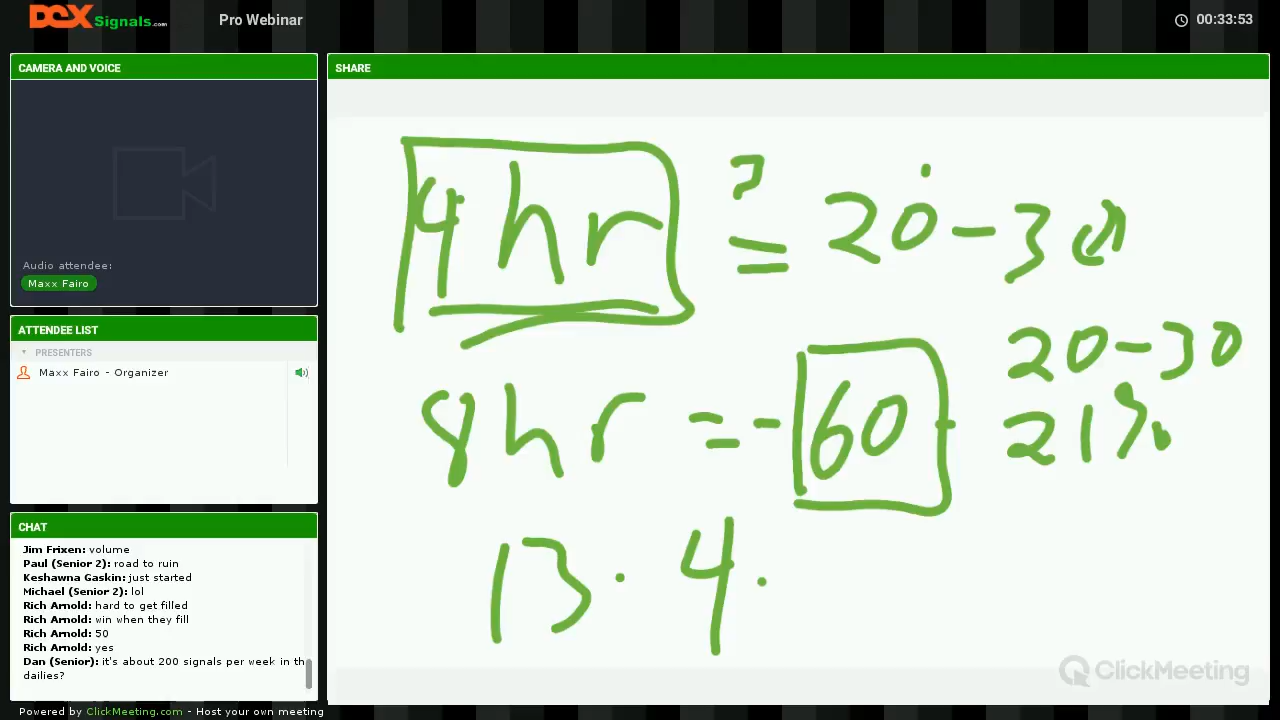 DCX Signals.com Pro Webinar 00:33:53
CAMERA AND VOICE
Audio attendee:
Maxx Fairo
ATTENDEE LIST
PRESENTERS
Maxx Fairo - Organizer
CHAT
Jim Frixen: volume
Paul (Senior 2): road to ruin
Keshawna Gaskin: just started
Michael (Senior 2): lol
Rich Arnold: hard to get filled
Rich Arnold: win when they fill
Rich Arnold: 50
Rich Arnold: yes
Dan (Senior): it's about 200 signals per week in th
dailies?
SHARE
4hr ? = 20-30
20-30
8hr = -60-
13. 4.
ClickMeeting
Powered by ClickMeeting.com - Host your own meeting